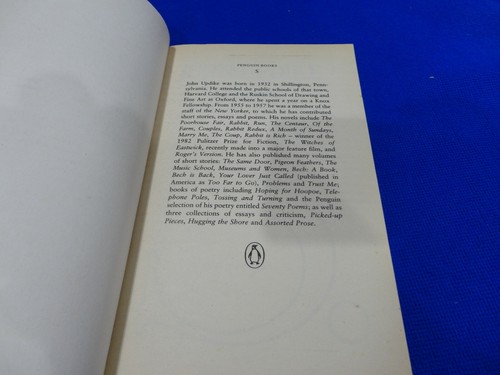 PENGUIN BOOKS
S
John Updike was born in 1932 in Shillington, Penn-
sylvania. He attended the public schools of that town,
Harvard College and the Ruskin School of Drawing and
Fine Art at Oxford, where he spent a year on a Knox
Fellowship. From 1955 to 1957 he was a member of the
staff of the New Yorker, to which he has contributed
short stories, essays and poems. His novels include The
Poorhouse Fair, Rabbit, Run, The Centaur, Of the
Farm, Couples, Rabbit Redux, A Month of Sundays,
Marry Me, The Coup, Rabbit is Rich – winner of the
1982 Pulitzer Prize for Fiction, The Witches of
Eastwick, recently made into a major feature film, and
Roger's Version. He has also published many volumes
of short stories: The Same Door, Pigeon Feathers, The
Music School, Museums and Women, Bech: A Book,
Bech is Back, Your Lover Just Called (published in
America as Too Far to Go), Problems and Trust Me;
books of poetry including Hoping for Hoopoe, Tele-
phone Poles, Tossing and Turning and the Penguin
selection of his poetry entitled Seventy Poems; as well as
three collections of essays and criticism, Picked-up
Pieces, Hugging the Shore and Assorted Prose.